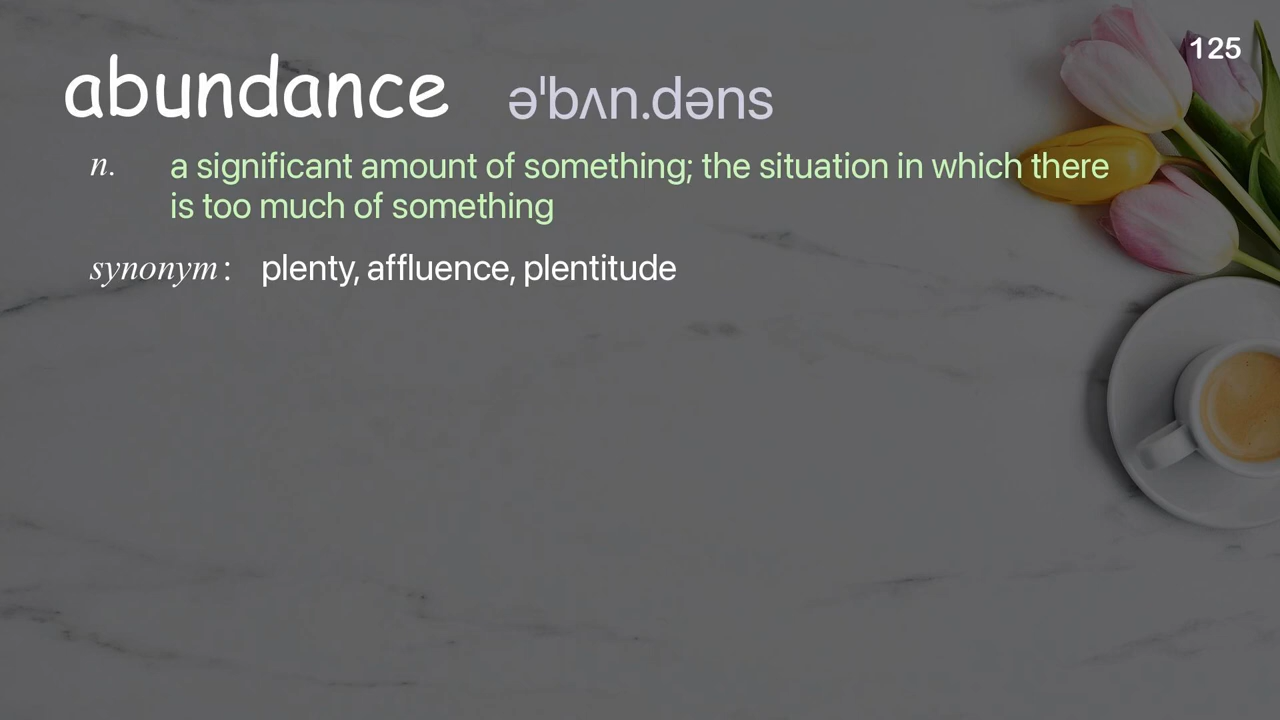 125
abundance əˈbʌn.dəns
n. a significant amount of something; the situation in which there
is too much of something
synonym: plenty, affluence, plentitude